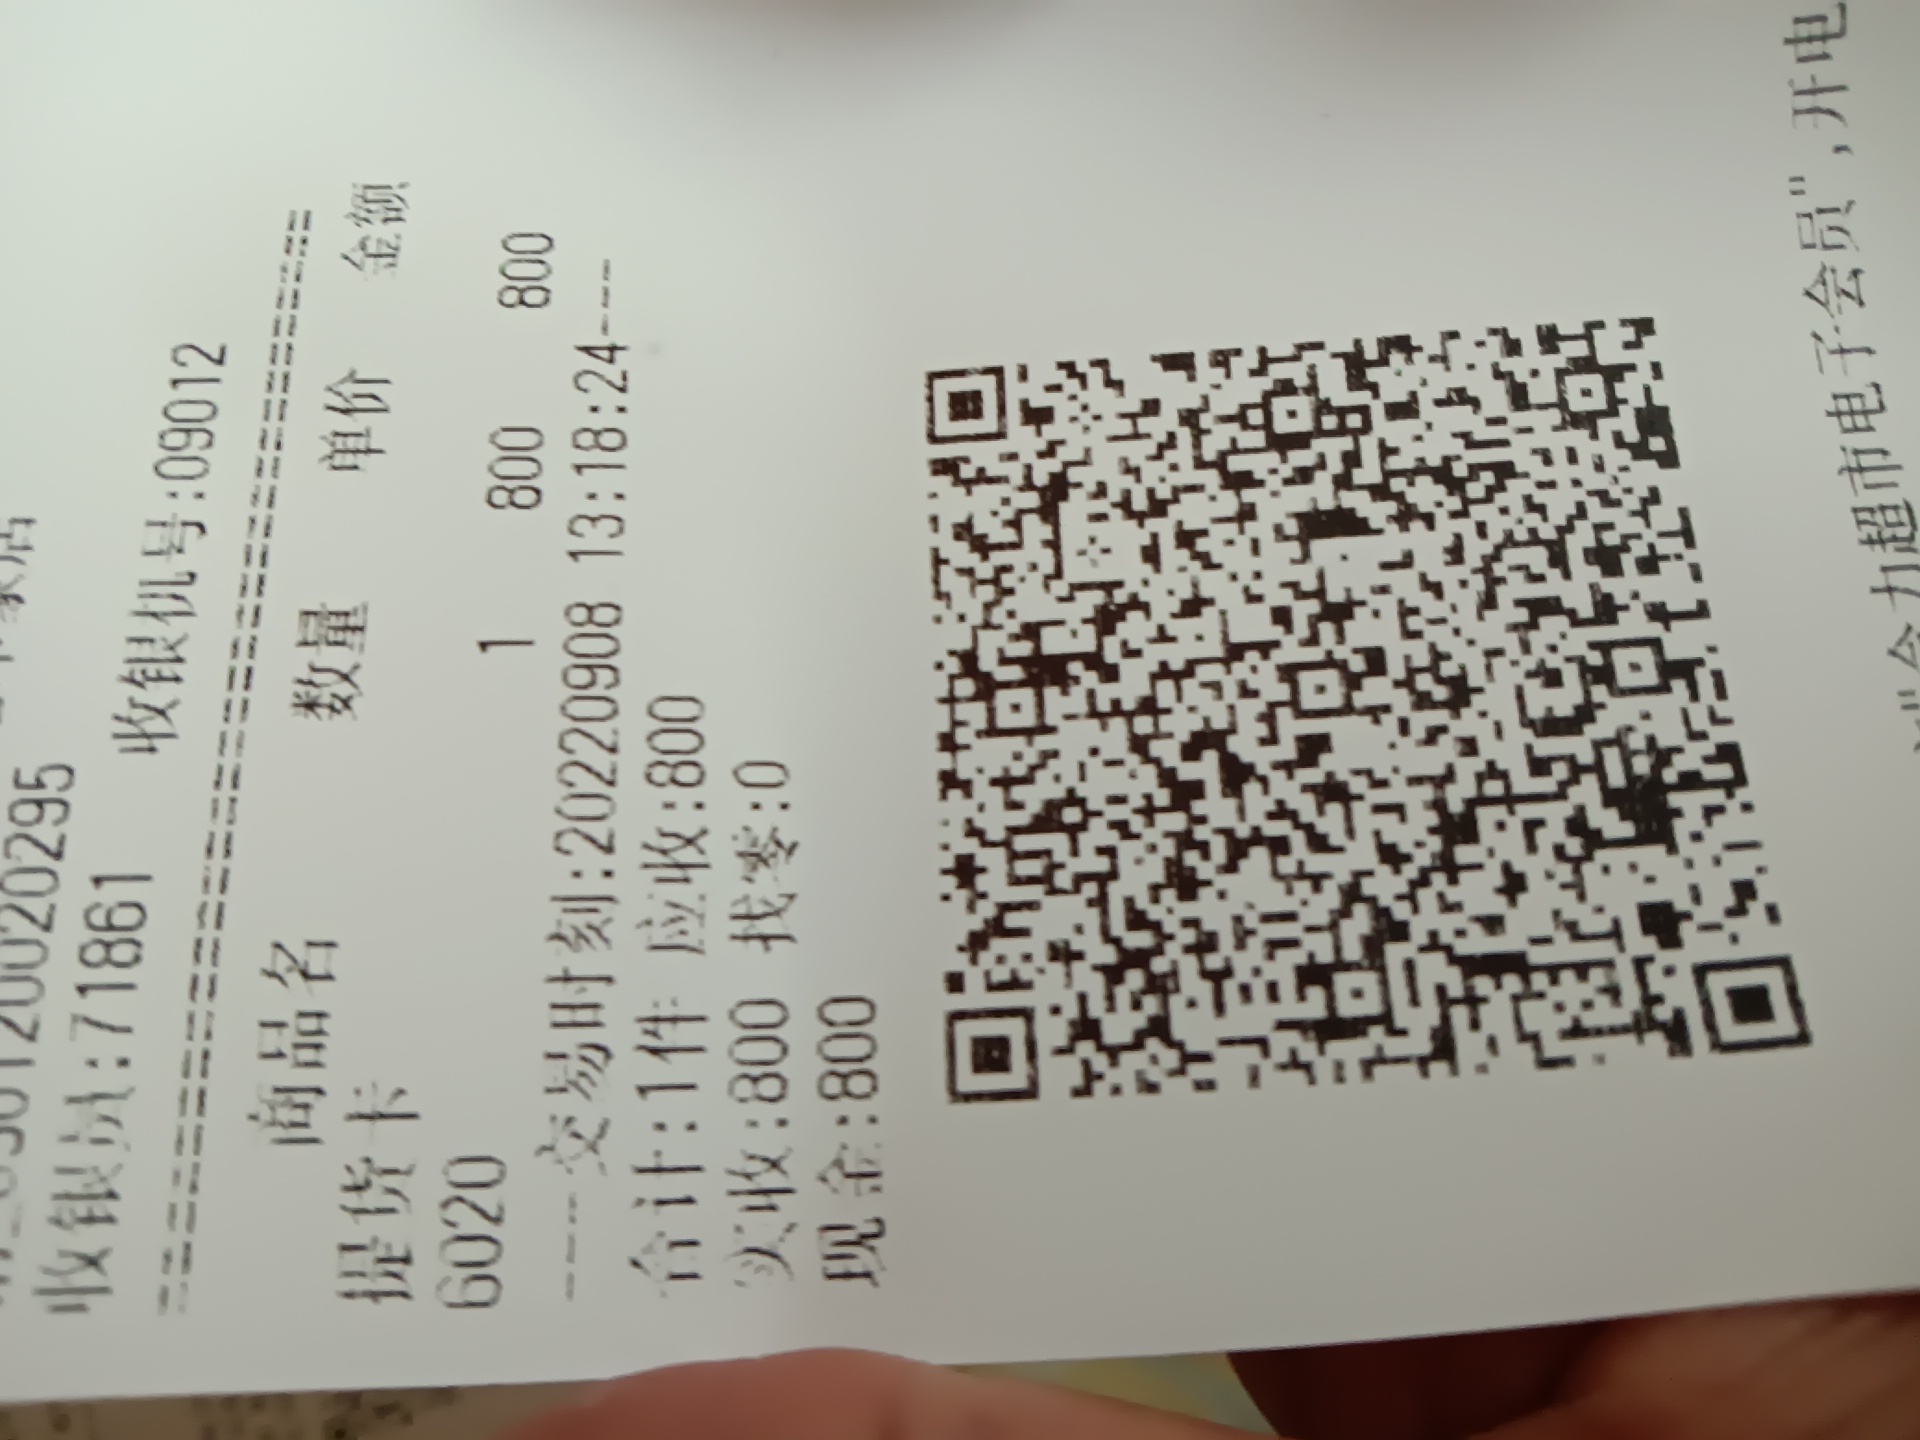 收银员:71861 收银机号:09012
商品名 数量 单价 金额
提货卡
6020 1 800 800
----交易时刻:20220908 13:18:24---
合计:1件 应收:800
实收:800 找零:0
现金:800
合力超市电子会员",开电